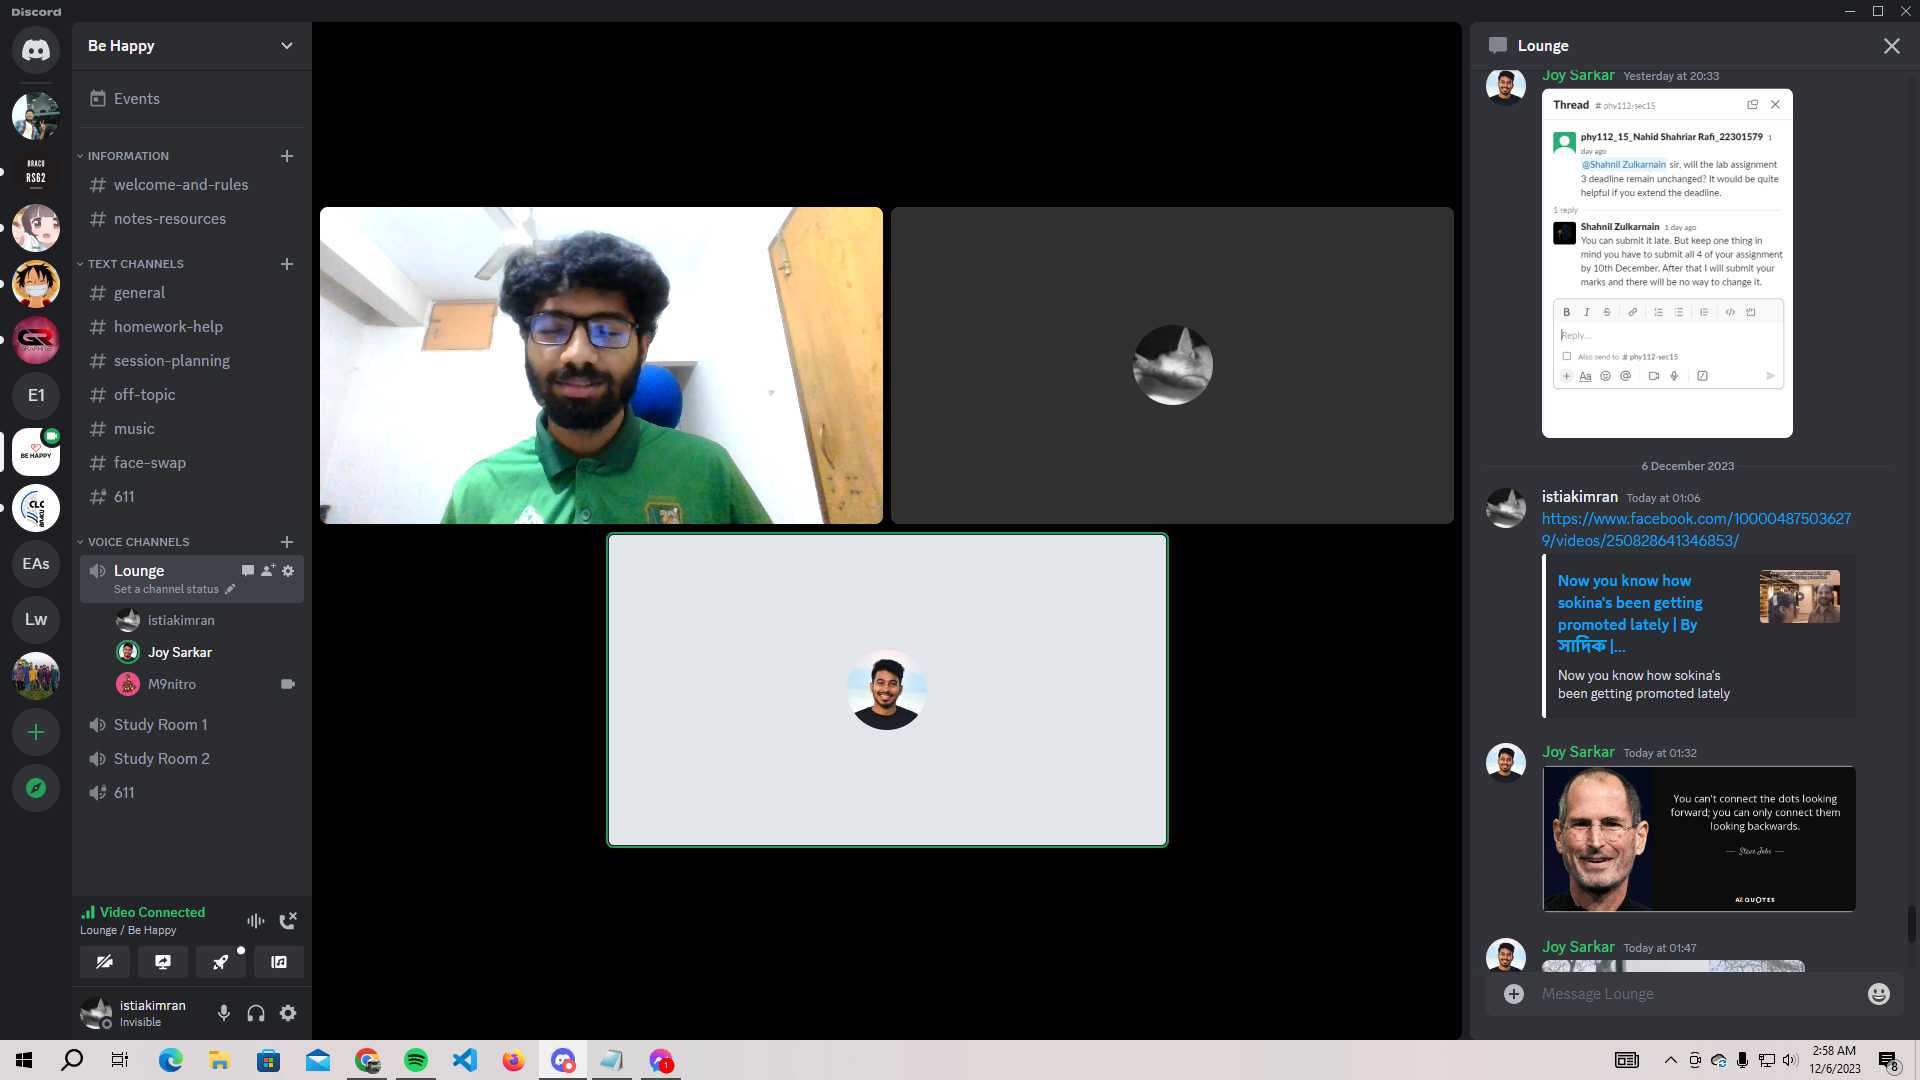 Discord
Be Happy
Events
INFORMATION
welcome-and-rules
notes-resources
TEXT CHANNELS
general
homework-help
session-planning
off-topic
music
face-swap
611
VOICE CHANNELS
Lounge
Set a channel status
istiakimran
Joy Sarkar
M9nitro
Study Room 1
Study Room 2
611
Video Connected
Lounge / Be Happy
istiakimran
Invisible
BRACU
RS62
GRAPHITE
E1
BE HAPPY
CLC
EAs
Lw
Lounge
Joy Sarkar Yesterday at 20:33
Thread # phy112-sec15
phy112_15_Nahid Shahriar Rafi_22301579 1
day ago
@Shahnil Zulkarnain sir, will the lab assignment
3 deadline remain unchanged? It would be quite
helpful if you extend the deadline.
1 reply
Shahnil Zulkarnain 1 day ago
You can submit it late. But keep one thing in
mind you have to submit all 4 of your assignment
by 10th December. After that I will submit your
marks and there will be no way to change it.
B I S
Reply...
Also send to # phy112-sec15
+ Aa @
6 December 2023
istiakimran Today at 01:06
https://www.facebook.com/10000487503627
9/videos/250828641346853/
Now you know how
sokina's been getting
promoted lately | By
সাদিক |...
Now you know how sokina's
been getting promoted lately
Joy Sarkar Today at 01:32
You can't connect the dots looking
forward; you can only connect them
looking backwards.
— Steve Jobs —
AZ QUOTES
Joy Sarkar Today at 01:47
Message Lounge
1
2:58 AM
12/6/2023
8